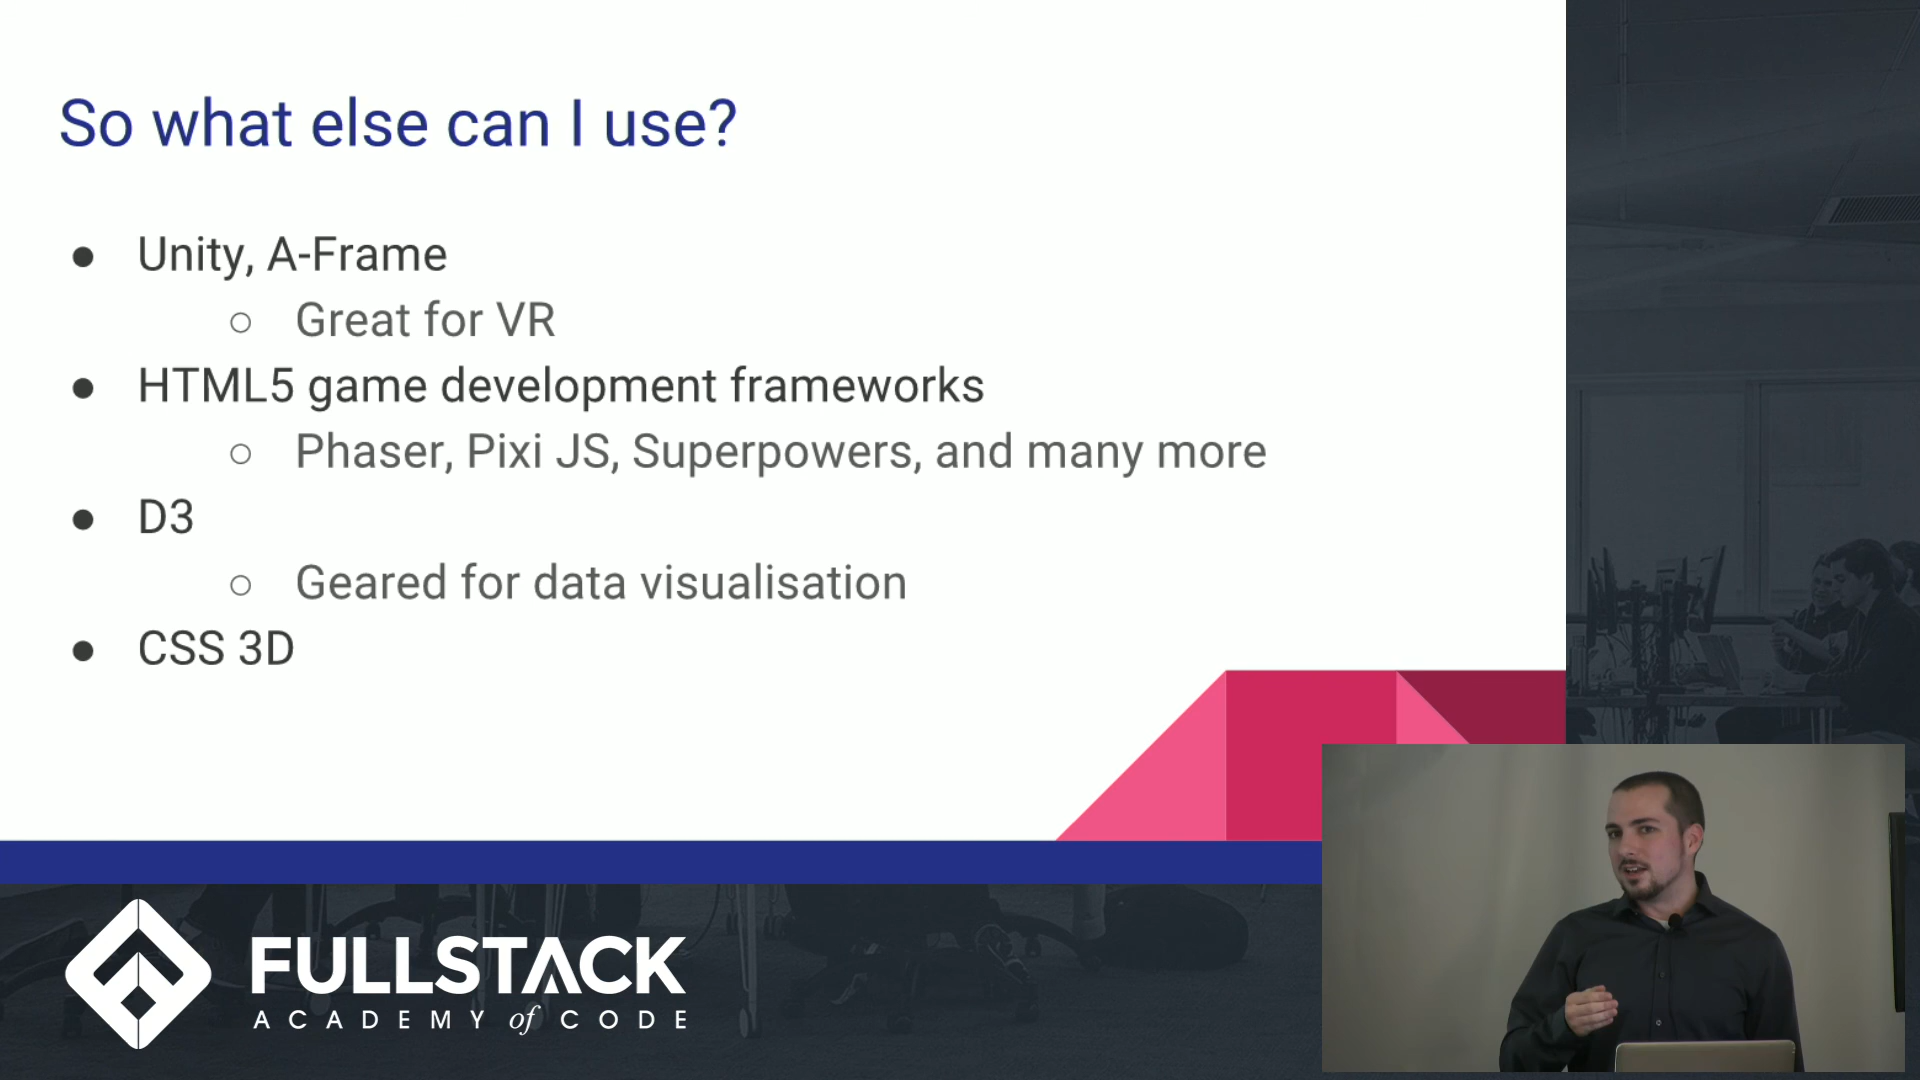 So what else can I use?
● Unity, A-Frame
○ Great for VR
● HTML5 game development frameworks
○ Phaser, Pixi JS, Superpowers, and many more
● D3
○ Geared for data visualisation
● CSS 3D
FULLSTACK
ACADEMY of CODE